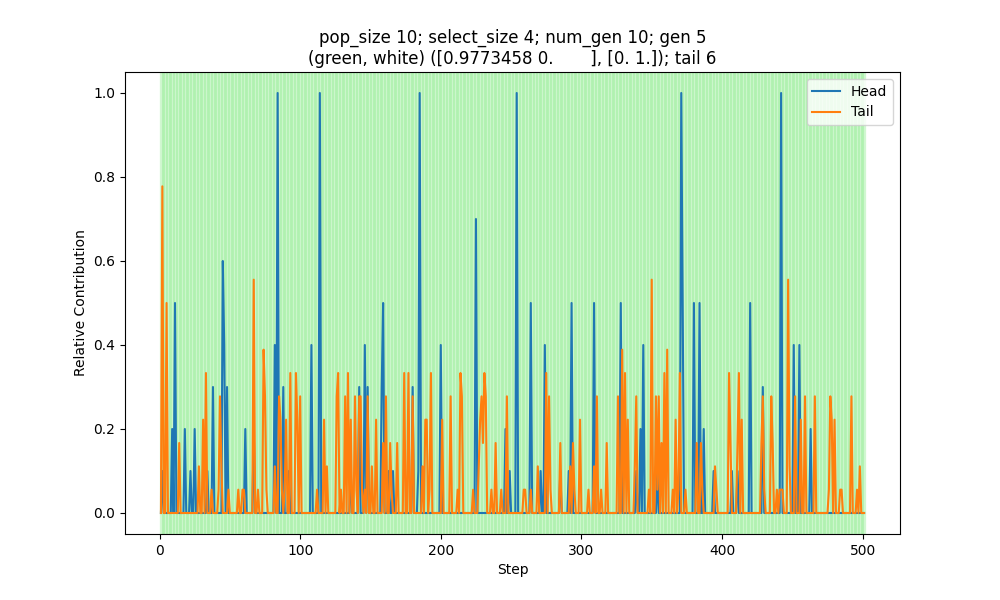 pop_size 10; select_size 4; num_gen 10; gen 5
(green, white) ([0.9773458 0.        ], [0. 1.]); tail 6
Head
Tail
1.0
0.8
0.6
0.4
0.2
0.0
Relative Contribution
0
100
200
300
400
500
Step